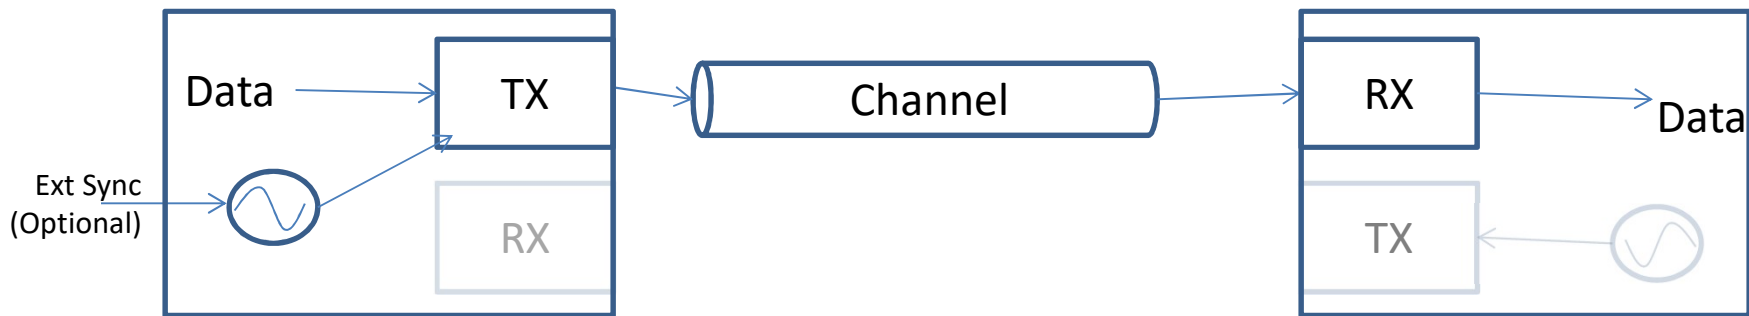 Data
TX
Channel
RX
Data
Ext Sync
(Optional)
RX
TX